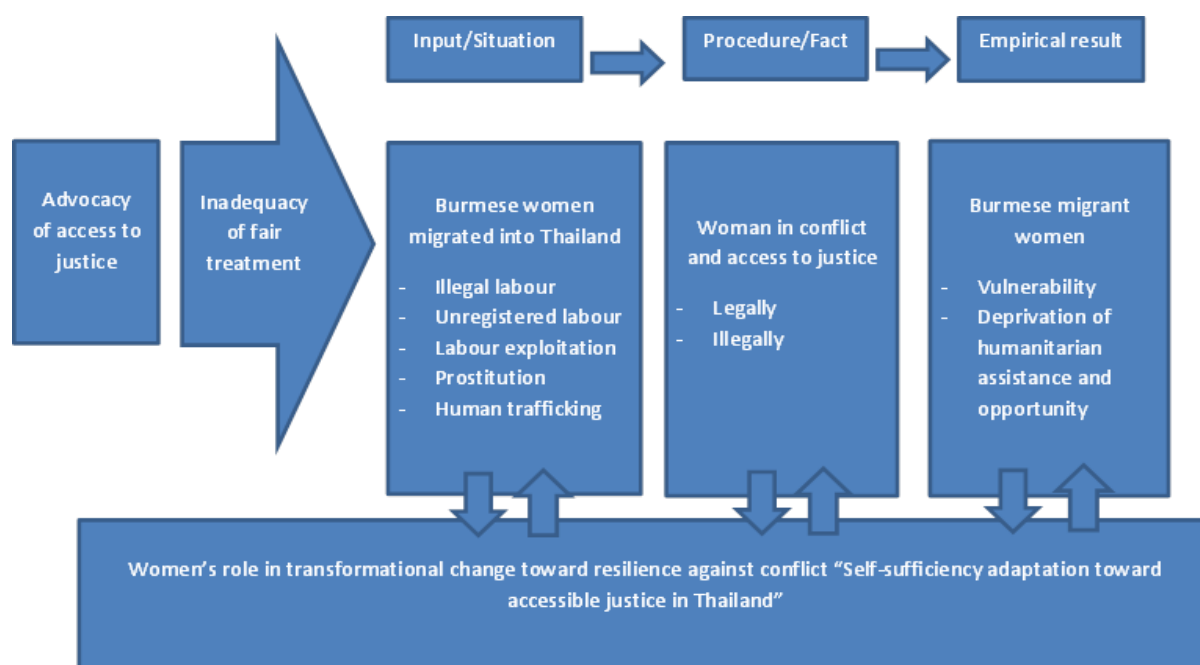 Input/Situation
Procedure/Fact
Empirical result
Advocacy
of access to
justice
Inadequacy
of fair
treatment
Burmese women
migrated into Thailand
- Illegal labour
- Unregistered labour
- Labour exploitation
- Prostitution
- Human trafficking
Woman in conflict
and access to justice
- Legally
- Illegally
Burmese migrant
women
- Vulnerability
- Deprivation of
humanitarian
assistance and
opportunity
Women's role in transformational change toward resilience against conflict “Self-sufficiency adaptation toward
accessible justice in Thailand”